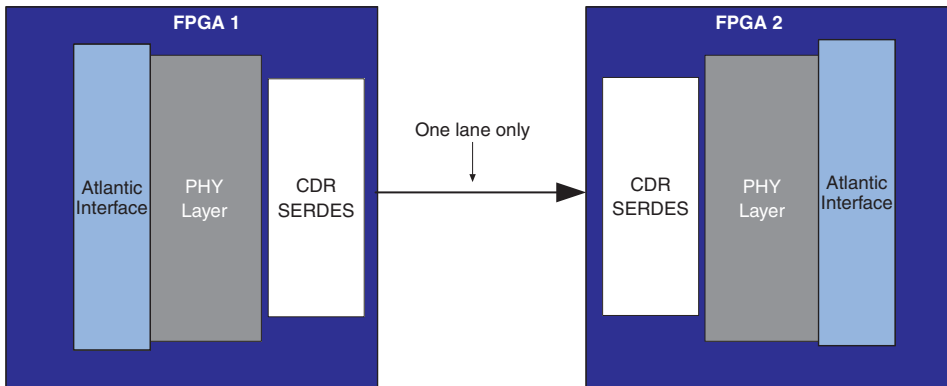 FPGA 1
Atlantic
Interface
PHY
Layer
CDR
SERDES
One lane only
FPGA 2
CDR
SERDES
PHY
Layer
Atlantic
Interface